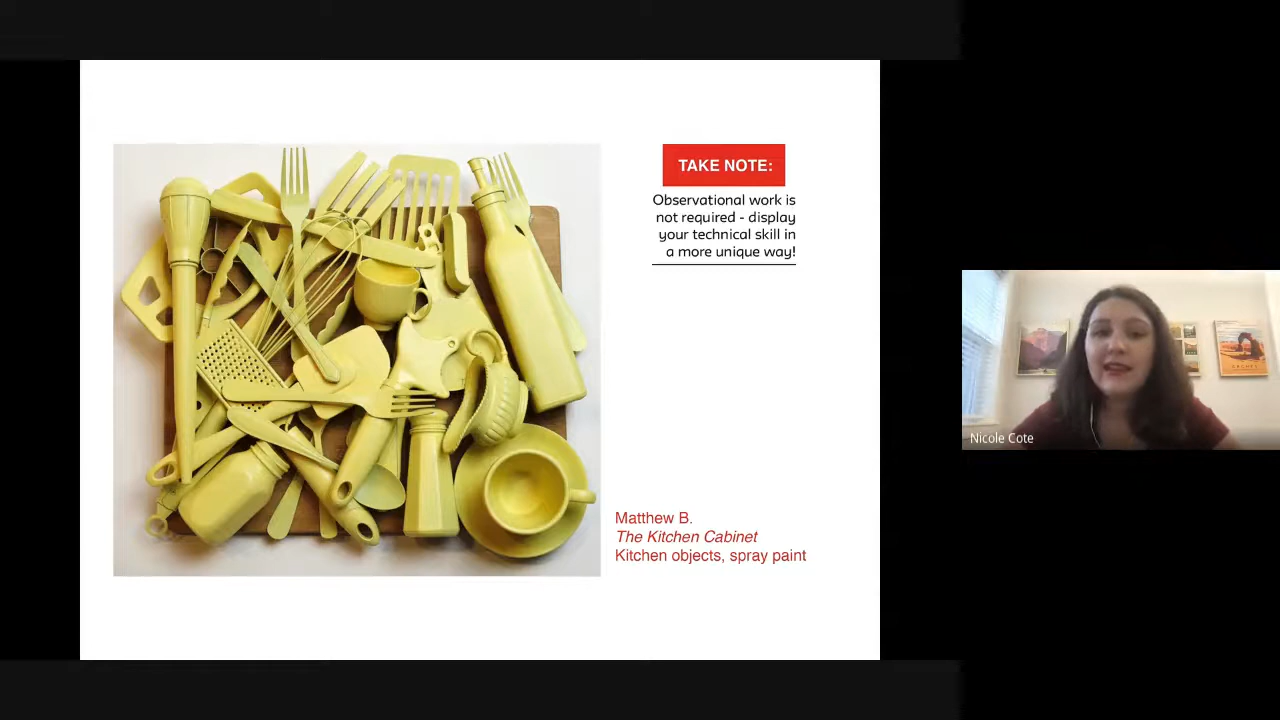 TAKE NOTE:
Observational work is
not required - display
your technical skill in
a more unique way!
Matthew B.
The Kitchen Cabinet
Kitchen objects, spray paint
Nicole Cote